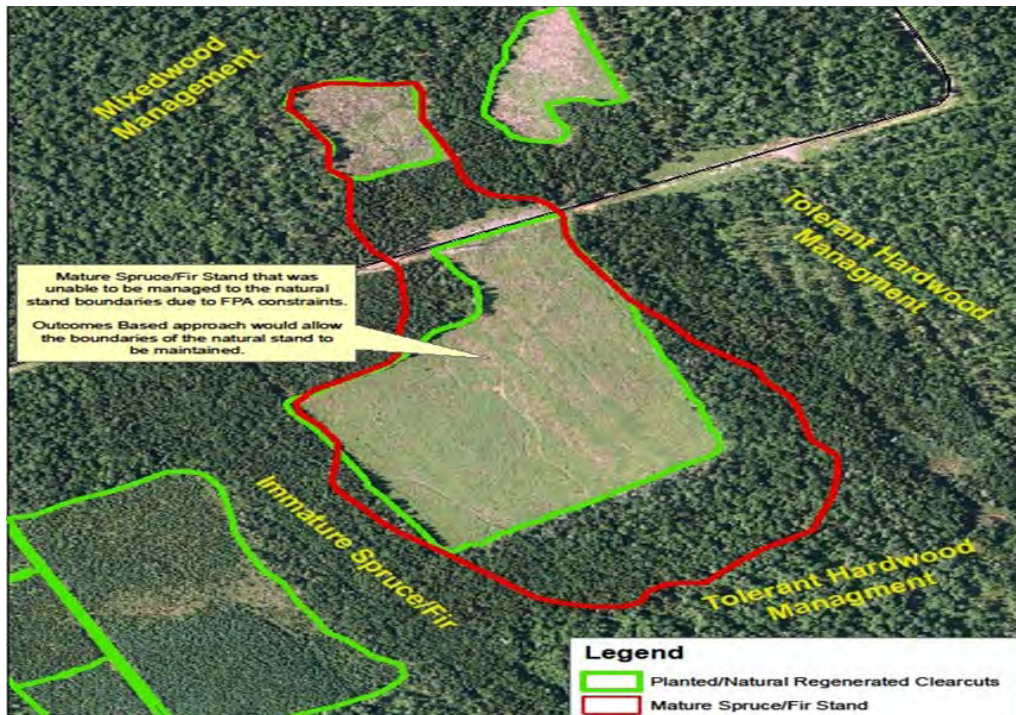 Mixedwood
Management
Tolerant Hardwood
Managment
Mature Spruce/Fir Stand that was
unable to be managed to the natural
stand boundaries due to FPA constraints.
Outcomes Based approach would allow
the boundaries of the natural stand to
be maintained.
Immature Spruce/Fir
Tolerant Hardwood
Managment
Legend
Planted/Natural Regenerated Clearcuts
Mature Spruce/Fir Stand